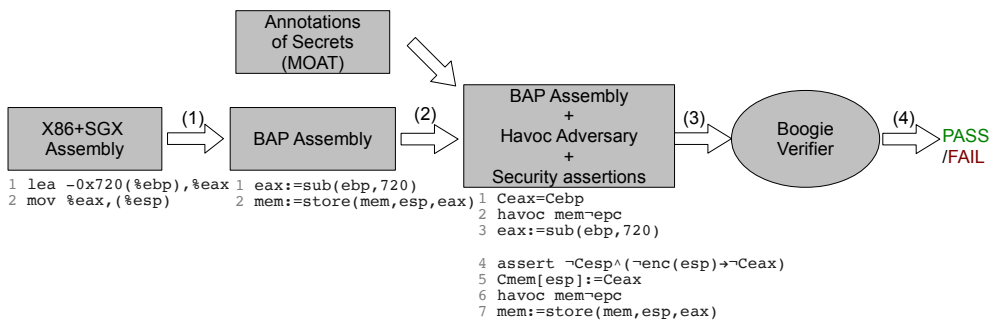 Annotations
of Secrets
(MOAT)
X86+SGX
Assembly
(1)
BAP Assembly
(2)
BAP Assembly
+
Havoc Adversary
+
Security assertions
(3)
Boogie
Verifier
(4)
PASS
/FAIL
1 lea -0x720(%ebp),%eax
2 mov %eax,(%esp)
1 eax:=sub(ebp,720)
2 mem:=store(mem,esp,eax)
1 Ceax=Cebp
2 havoc mem¬epc
3 eax:=sub(ebp,720)
4 assert ¬Cesp∧(¬enc(esp)→¬Ceax)
5 Cmem[esp]:=Ceax
6 havoc mem¬epc
7 mem:=store(mem,esp,eax)